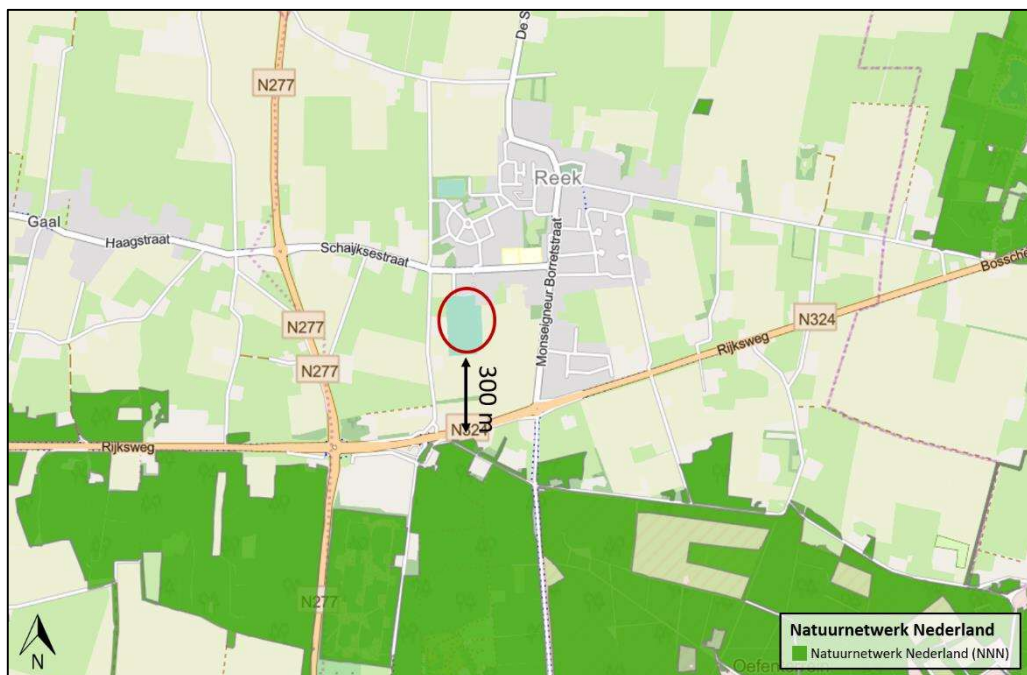 De S
N277
Reek
Gaal
Haagstraat
Schaijksestraat
Bossche
Monseigneur Borretstraat
N324
N277
Rijksweg
N277
300 m
N324
Rijksweg
N277
N
Natuurnetwerk Nederland
Natuurnetwerk Nederland (NNN)